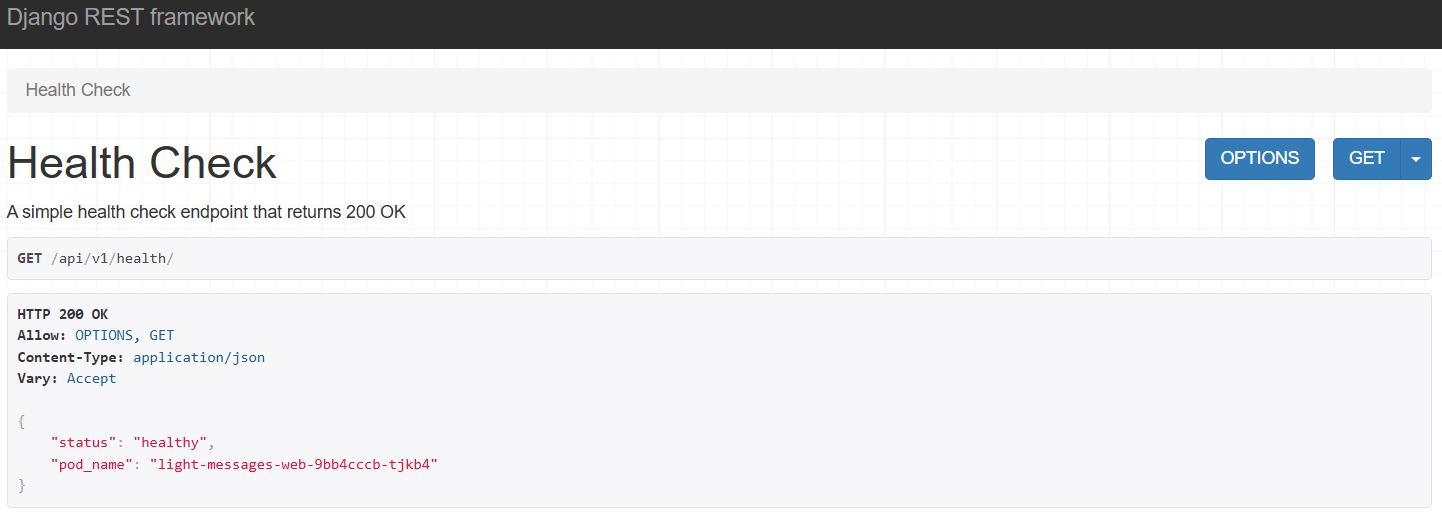 Django REST framework
Health Check
Health Check
OPTIONS
GET
A simple health check endpoint that returns 200 OK
GET /api/v1/health/
HTTP 200 OK
Allow: OPTIONS, GET
Content-Type: application/json
Vary: Accept
{
    "status": "healthy",
    "pod_name": "light-messages-web-9bb4cccb-tjkb4"
}